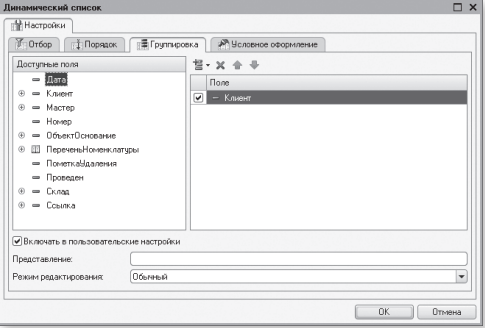 Динамический список
Настройки
Отбор
Порядок
Группировка
Условное оформление
Доступные поля
Дата
Клиент
Мастер
Номер
ОбъектОснование
ПереченьНоменклатуры
ПометкаУдаления
Проведен
Склад
Ссылка
Поле
Клиент
Включать в пользовательские настройки
Представление:
Режим редактирования:
Обычный
ОК
Отмена